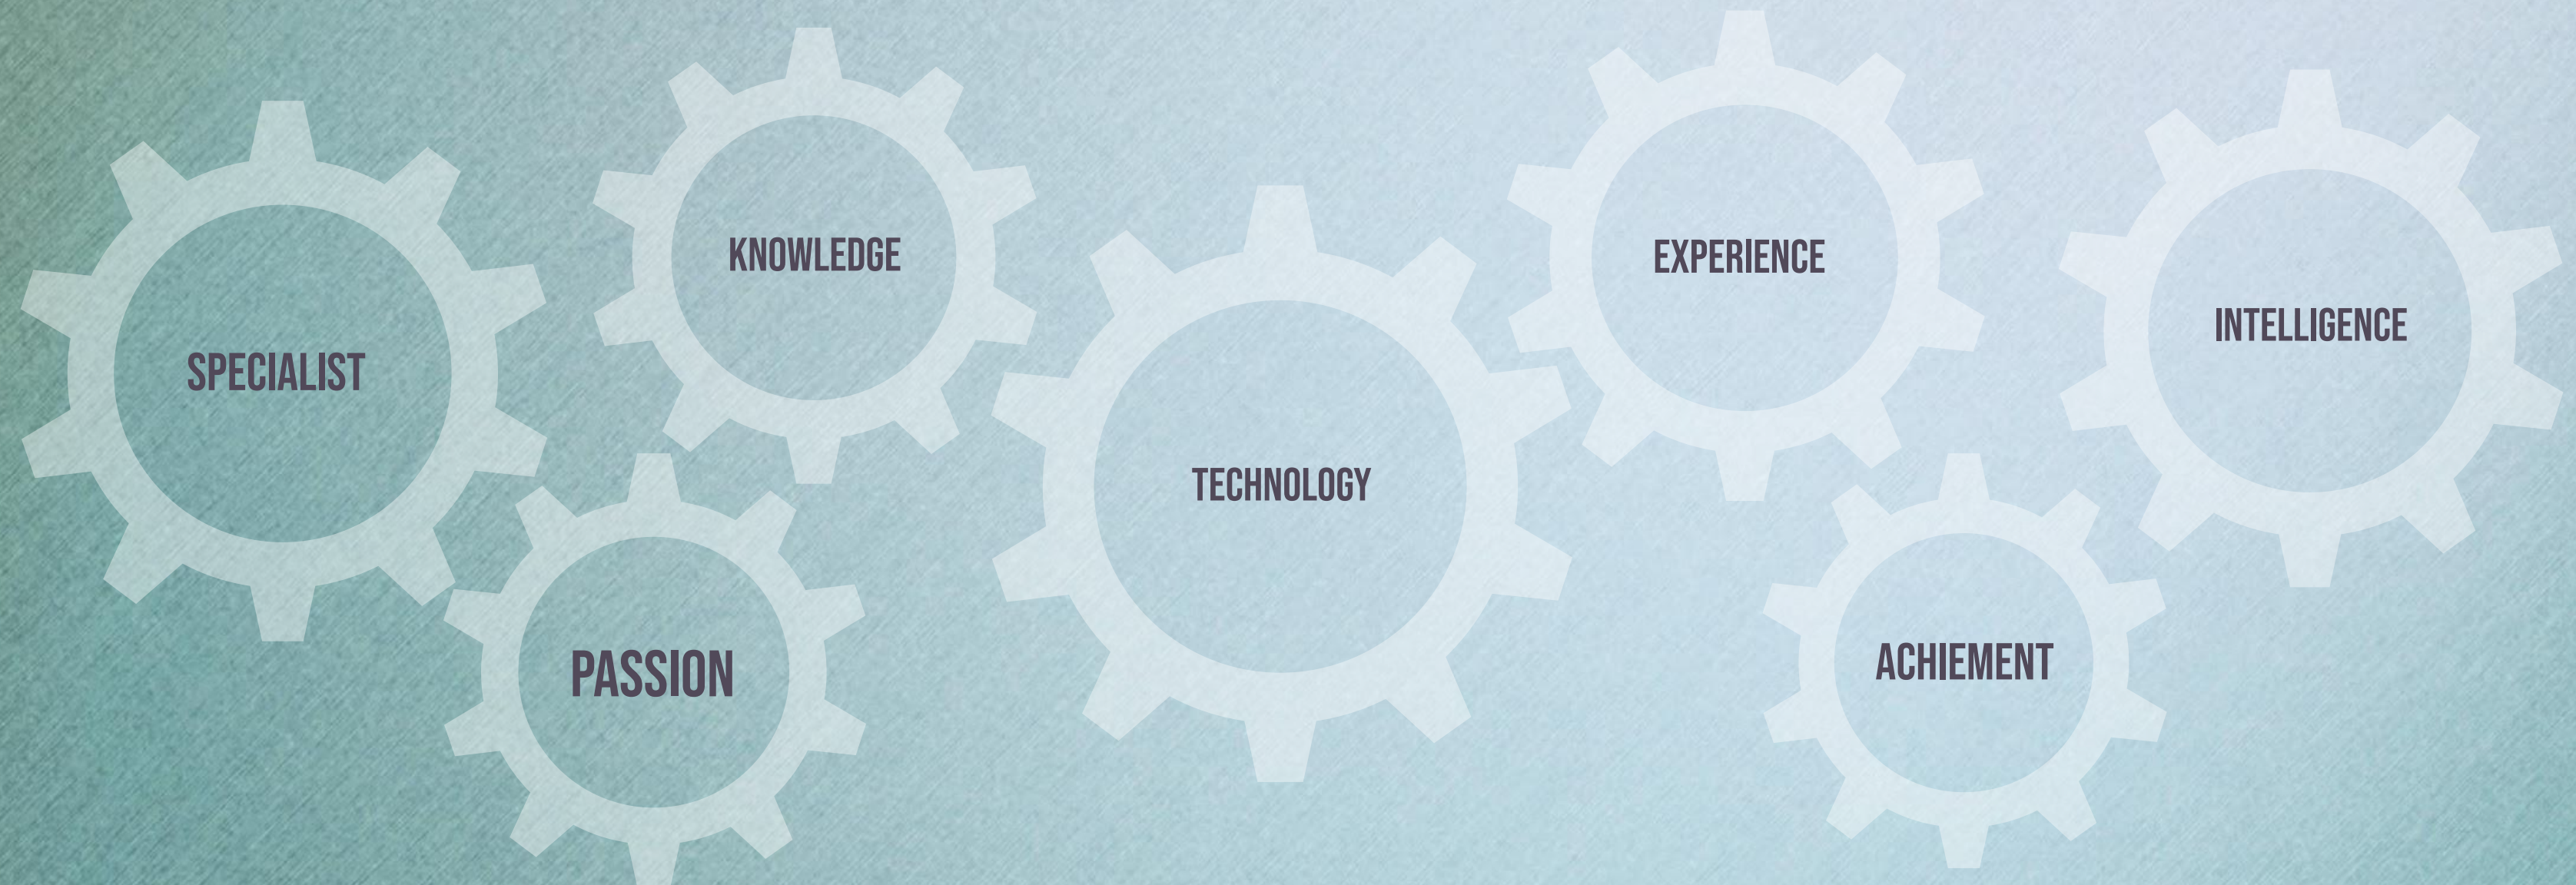 SPECIALIST
KNOWLEDGE
PASSION
TECHNOLOGY
EXPERIENCE
ACHIEMENT
INTELLIGENCE